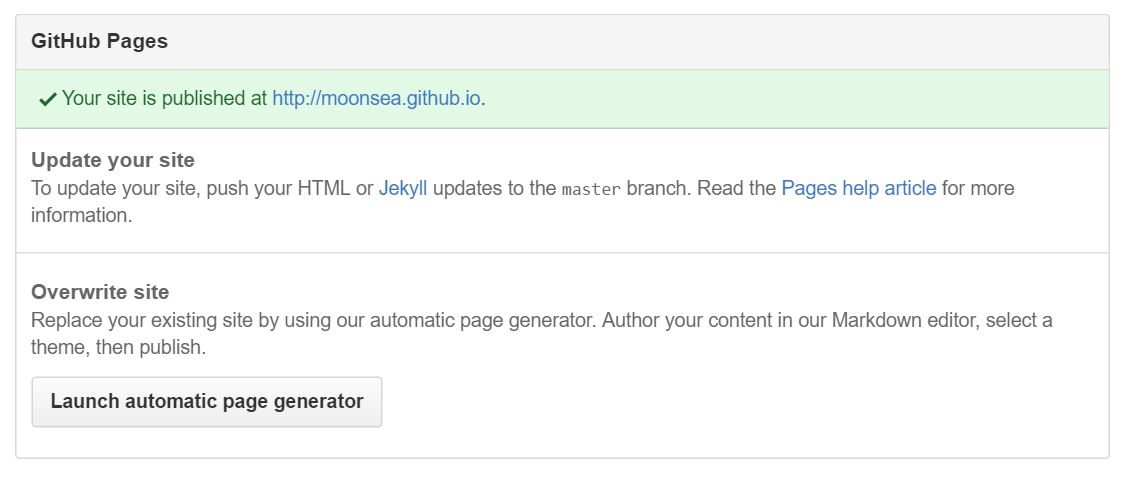 GitHub Pages
Your site is published at http://moonsea.github.io.
Update your site
To update your site, push your HTML or Jekyll updates to the master branch. Read the Pages help article for more
information.
Overwrite site
Replace your existing site by using our automatic page generator. Author your content in our Markdown editor, select a
theme, then publish.
Launch automatic page generator